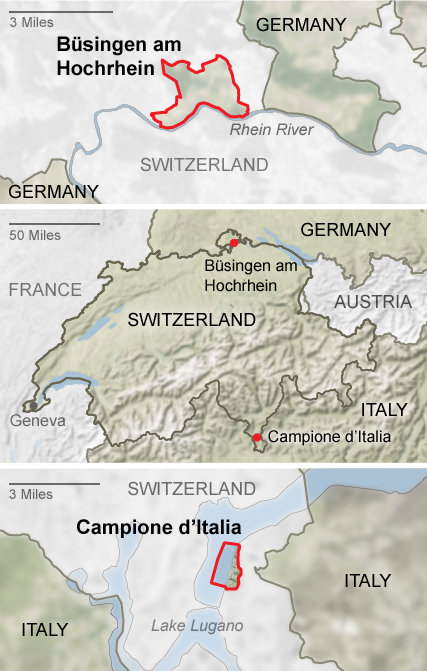 3 Miles
GERMANY
Büsingen am
Hochrhein
Rhein River
SWITZERLAND
GERMANY
50 Miles
GERMANY
Büsingen am
Hochrhein
FRANCE
AUSTRIA
SWITZERLAND
Geneva
ITALY
Campione d'Italia
3 Miles
SWITZERLAND
Campione d'Italia
ITALY
Lake Lugano
ITALY